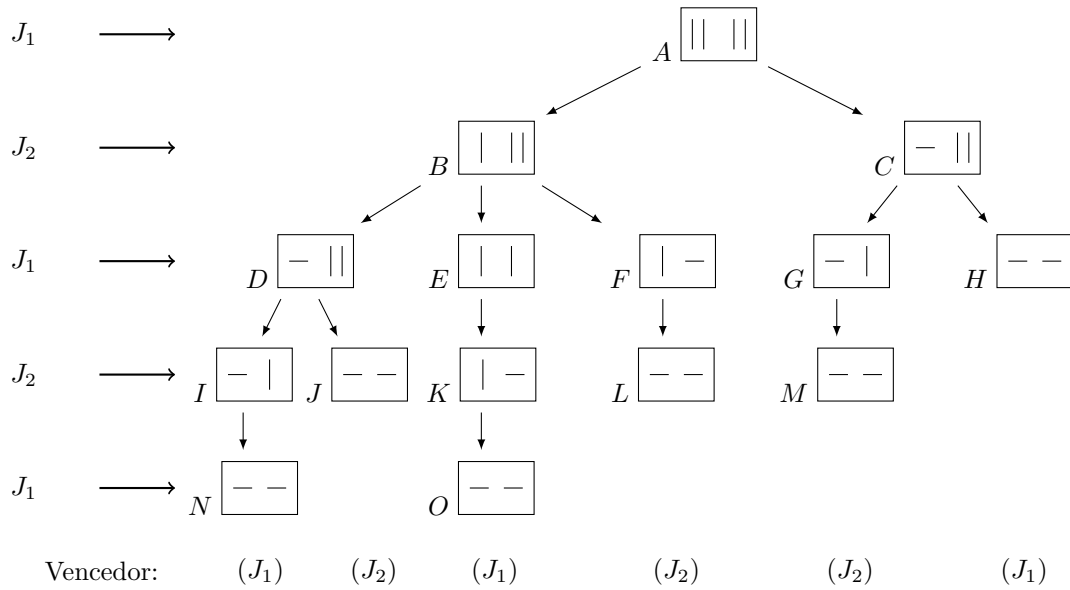 J₁ A
J₂ B C
J₁ D E F G H
J₂ I J K L M
J₁ N O
Vencedor: (J₁) (J₂) (J₁) (J₂) (J₂) (J₁)